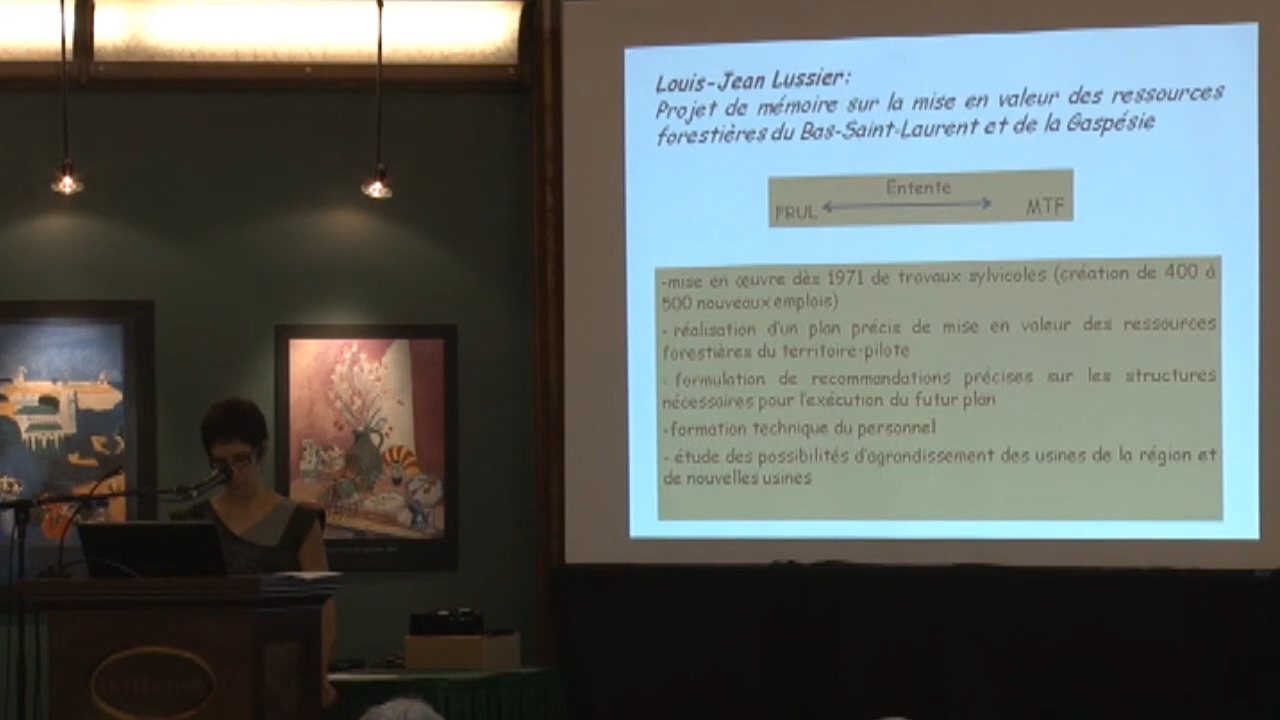 Louis-Jean Lussier:
Projet de mémoire sur la mise en valeur des ressources
forestières du Bas-Saint-Laurent et de la Gaspésie
Entente
FRUL
MTF
-mise en œuvre dès 1971 de travaux sylvicoles (création de 400 à
500 nouveaux emplois)
- réalisation d'un plan précis de mise en valeur des ressources
forestières du territoire-pilote
- formulation de recommandations précises sur les structures
nécessaires pour l'exécution du futur plan
-formation technique du personnel
- étude des possibilités d'agrandissement des usines de la région et
de nouvelles usines